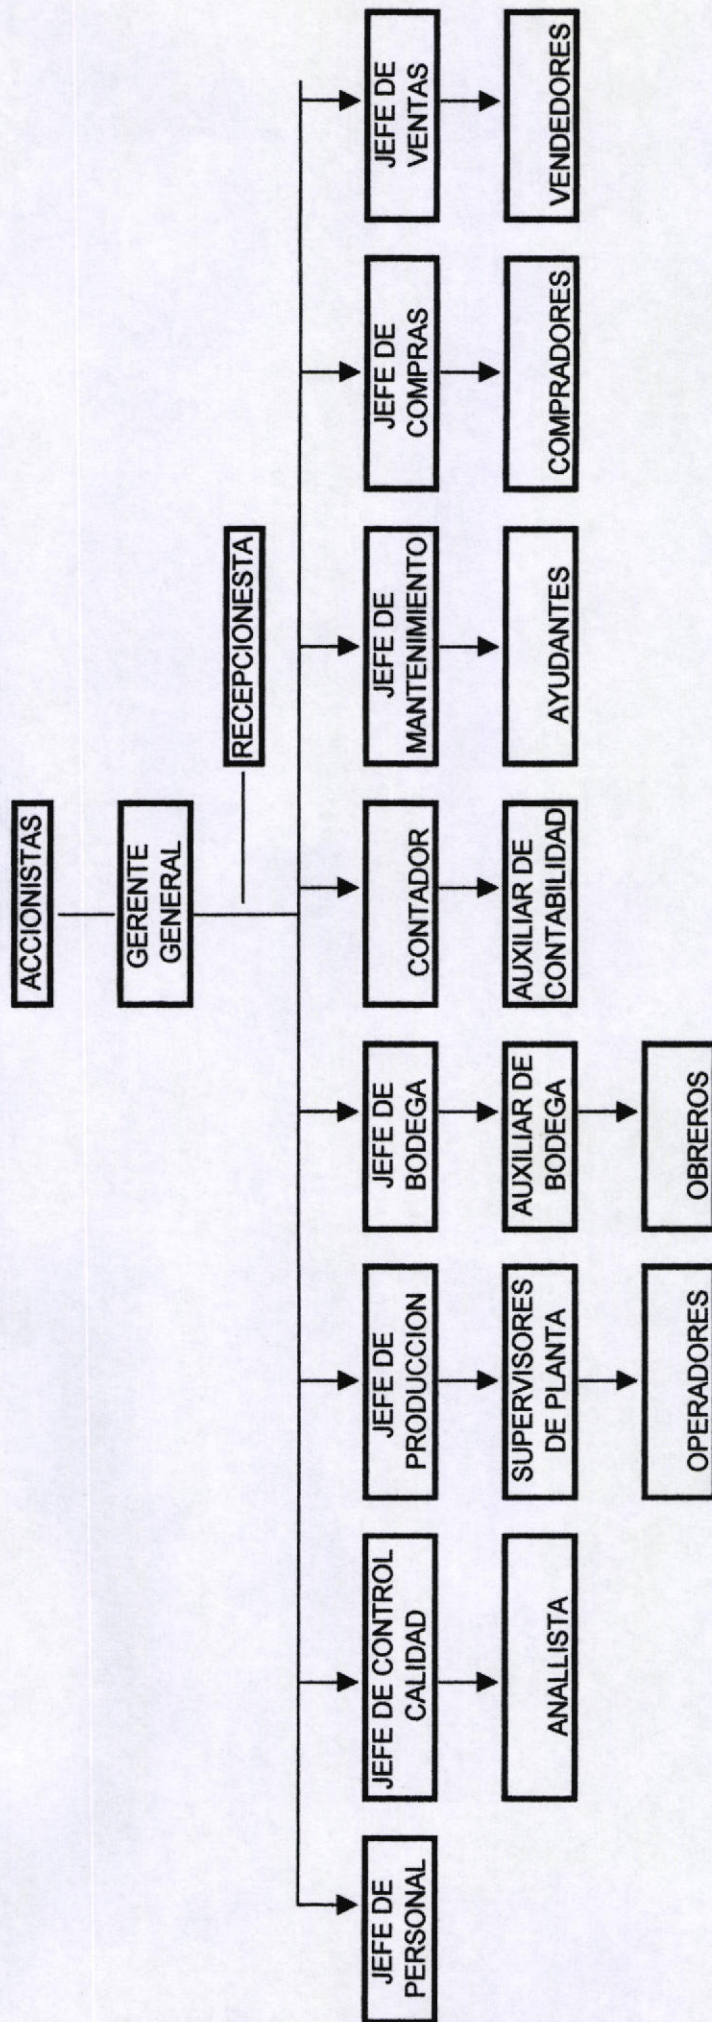 ACCIONISTAS
GERENTE
GENERAL
RECEPCIONESTA
JEFE DE
PERSONAL
JEFE DE CONTROL
CALIDAD
JEFE DE
PRODUCCION
JEFE DE
BODEGA
CONTADOR
JEFE DE
MANTENIMIENTO
JEFE DE
COMPRAS
JEFE DE
VENTAS
ANALLISTA
SUPERVISORES
DE PLANTA
AUXILIAR DE
BODEGA
AUXILIAR DE
CONTABILIDAD
AYUDANTES
COMPRADORES
VENDEDORES
OPERADORES
OBREROS